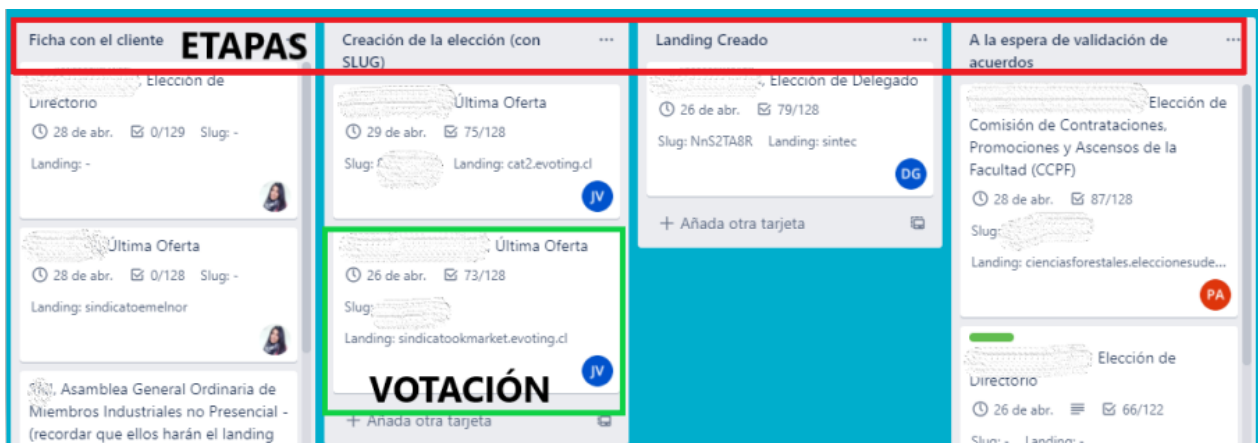 Ficha con el cliente
ETAPAS
Elección de
Directorio
28 de abr. 0/129 Slug: -
Landing: -
Última Oferta
28 de abr. 0/128 Slug: -
Landing: sindicatoemelnor
, Asamblea General Ordinaria de
Miembros Industriales no Presencial -
(recordar que ellos harán el landing
Creación de la elección (con
SLUG)
Última Oferta
29 de abr. 75/128
Slug: Landing: cat2.evoting.cl
JV
, Última Oferta
26 de abr. 73/128
Slug:
Landing: sindicatookmarket.evoting.cl
VOTACIÓN
JV
+ Añada otra tarjeta
Landing Creado
, Elección de Delegado
26 de abr. 79/128
Slug: NnS2TA8R Landing: sintec
DG
+ Añada otra tarjeta
A la espera de validación de
acuerdos
Elección de
Comisión de Contrataciones,
Promociones y Ascensos de la
Facultad (CCPF)
28 de abr. 87/128
Slug:
Landing: cienciasforestales.eleccionesude...
PA
Elección de
Directorio
26 de abr. 66/122
Slug: - Landing: -